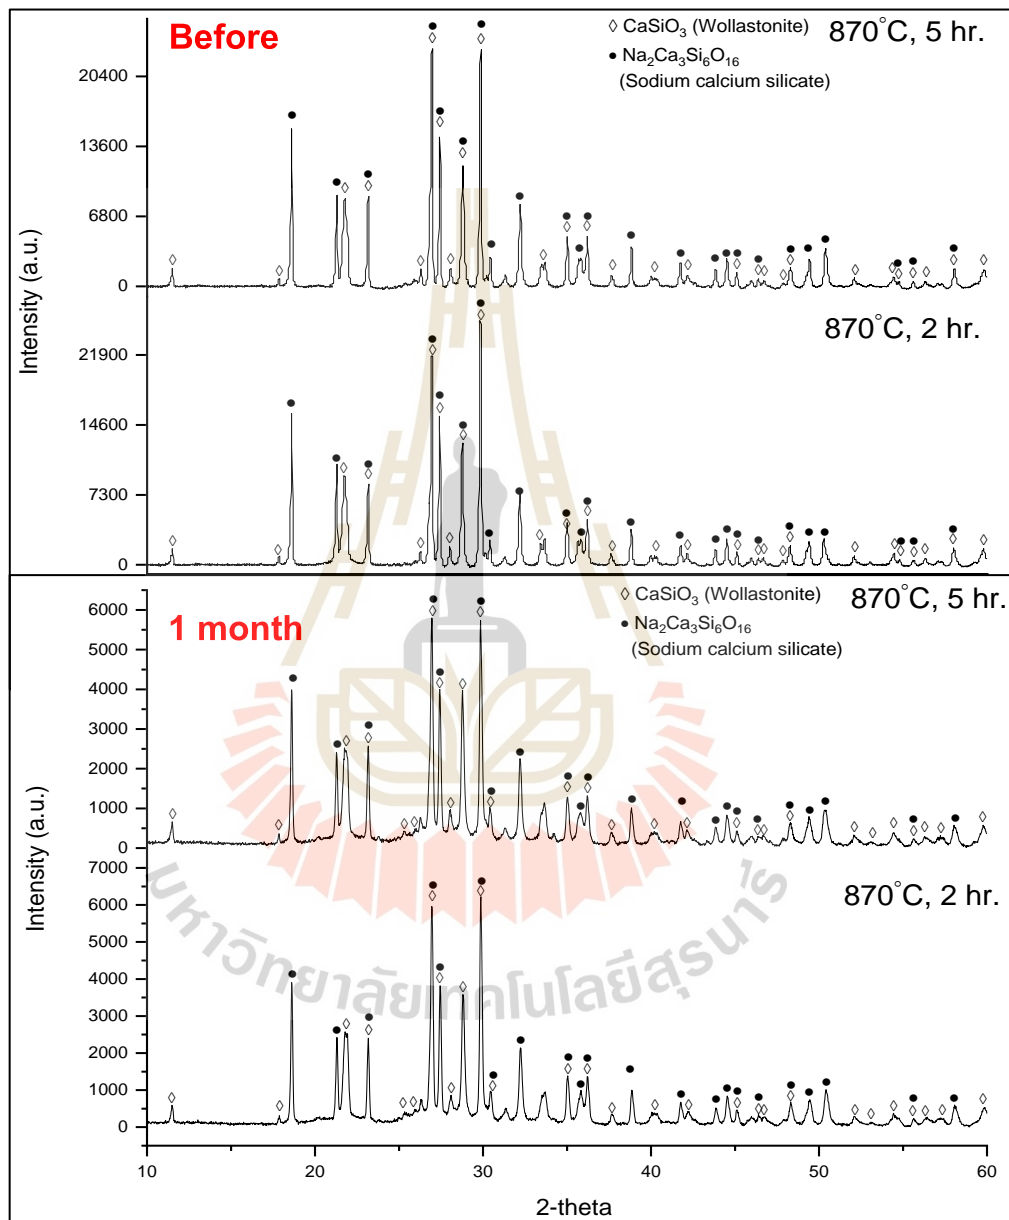 Before
◇ CaSiO₃ (Wollastonite)
● Na₂Ca₃Si₆O₁₆
(Sodium calcium silicate)
870°C, 5 hr.
20400
13600
6800
0
870°C, 2 hr.
21900
14600
7300
0
Intensity (a.u.)
1 month
◇ CaSiO₃ (Wollastonite)
● Na₂Ca₃Si₆O₁₆
(Sodium calcium silicate)
870°C, 5 hr.
6000
5000
4000
3000
2000
1000
0
870°C, 2 hr.
7000
6000
5000
4000
3000
2000
1000
0
Intensity (a.u.)
มหาวิทยาลัยเทคโนโลยีสุรนารี
10 20 30 40 50 60
2-theta